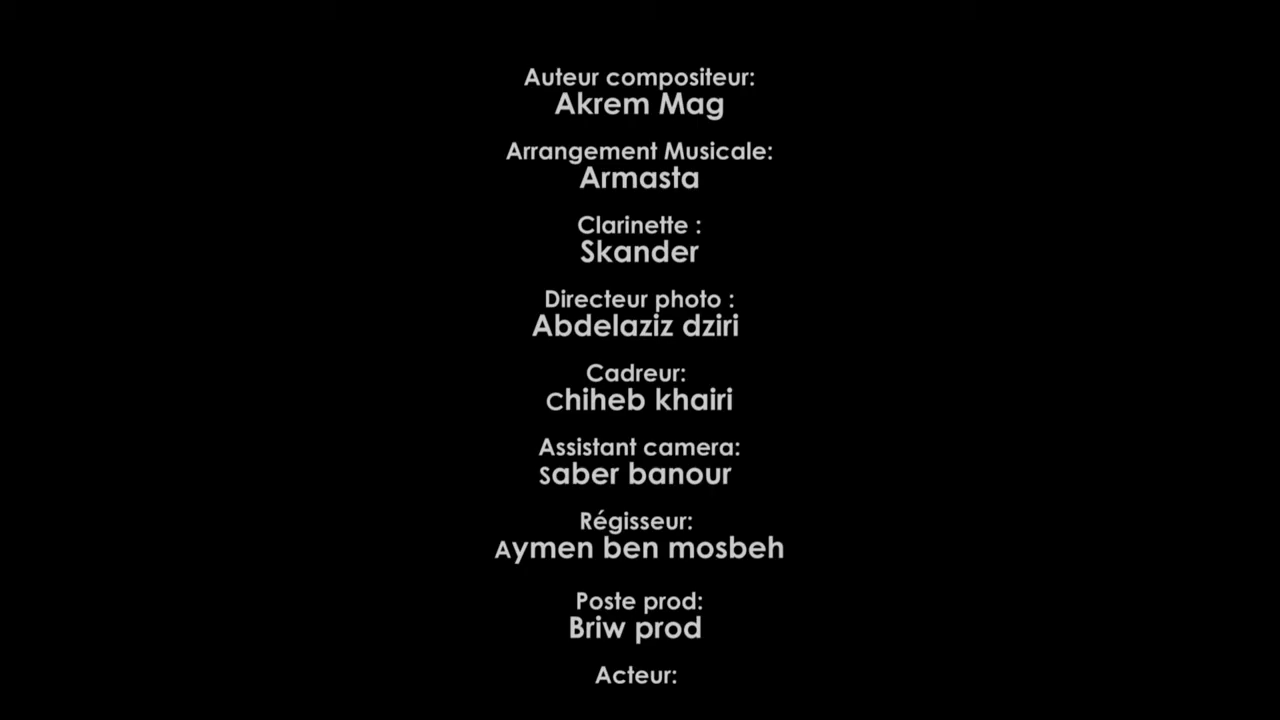 Auteur compositeur:
Akrem Mag
Arrangement Musicale:
Armasta
Clarinette :
Skander
Directeur photo :
Abdelaziz dziri
Cadreur:
chiheb khairi
Assistant camera:
saber banour
Régisseur:
Aymen ben mosbeh
Poste prod:
Briw prod
Acteur: